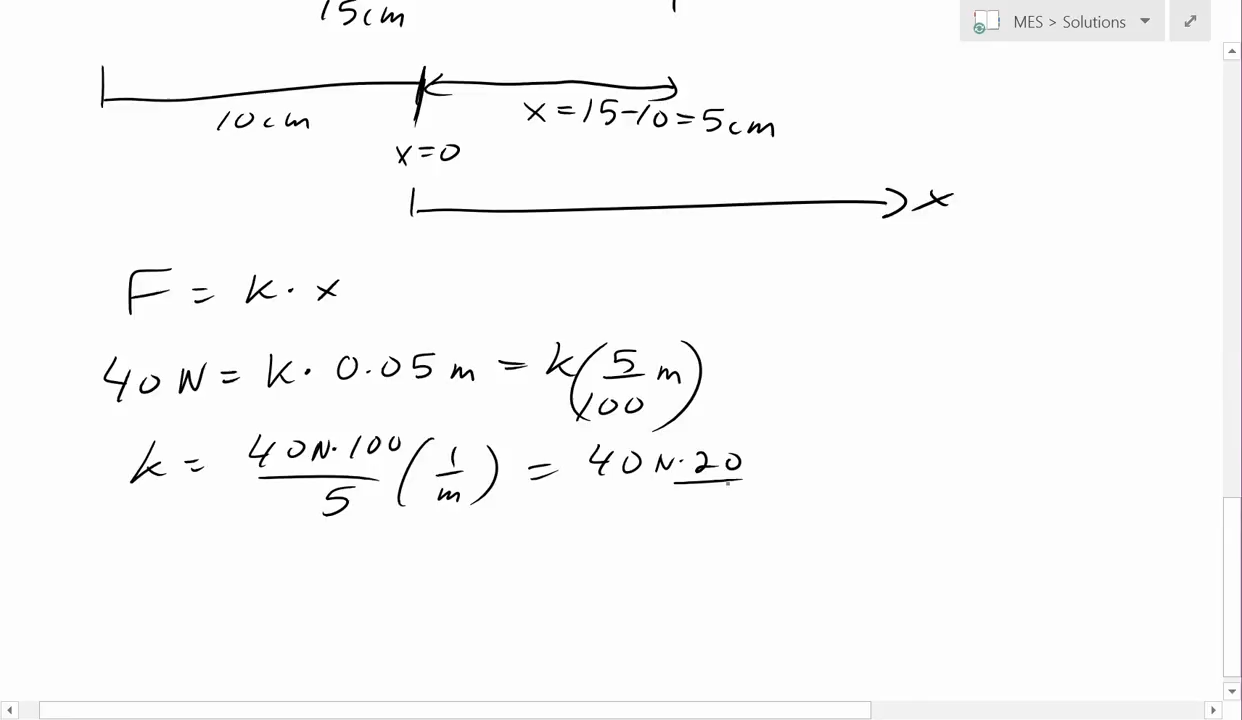 15cm
MES > Solutions
10cm
x = 15-10 = 5cm
x=0
x
F = k · x
40 N = k · 0.05 m = k(5/100 m)
k = 40N·100/5 (1/m) = 40 N·20